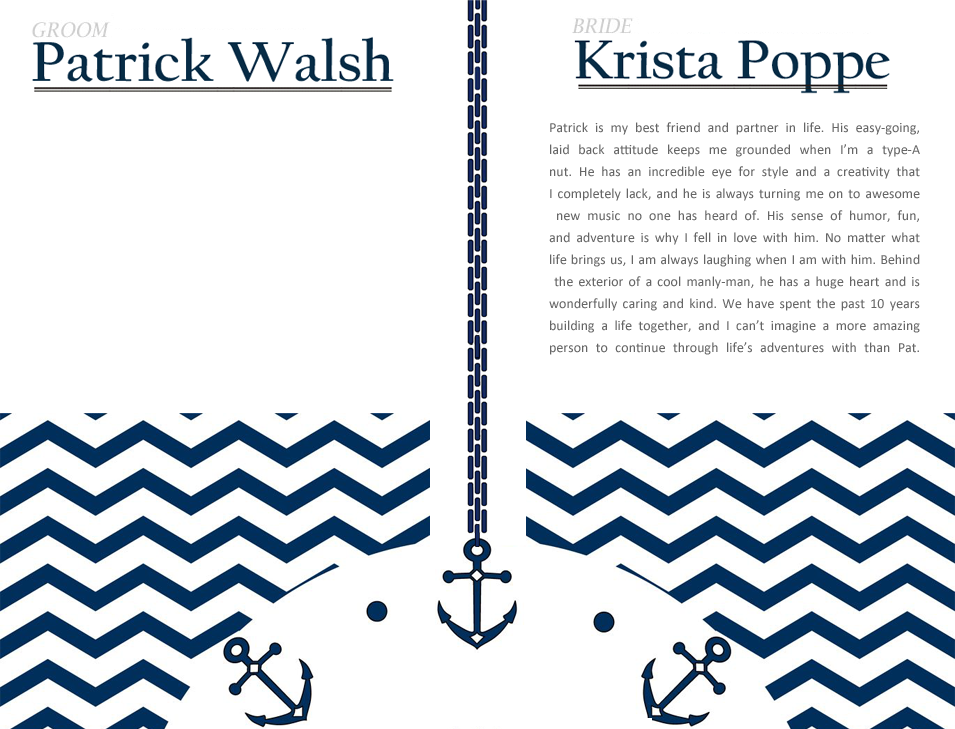 GROOM
Patrick Walsh
BRIDE
Krista Poppe
Patrick is my best friend and partner in life. His easy-going,
laid back attitude keeps me grounded when I’m a type-A
nut. He has an incredible eye for style and a creativity that
I completely lack, and he is always turning me on to awesome
new music no one has heard of. His sense of humor, fun,
and adventure is why I fell in love with him. No matter what
life brings us, I am always laughing when I am with him. Behind
the exterior of a cool manly-man, he has a huge heart and is
wonderfully caring and kind. We have spent the past 10 years
building a life together, and I can’t imagine a more amazing
person to continue through life’s adventures with than Pat.